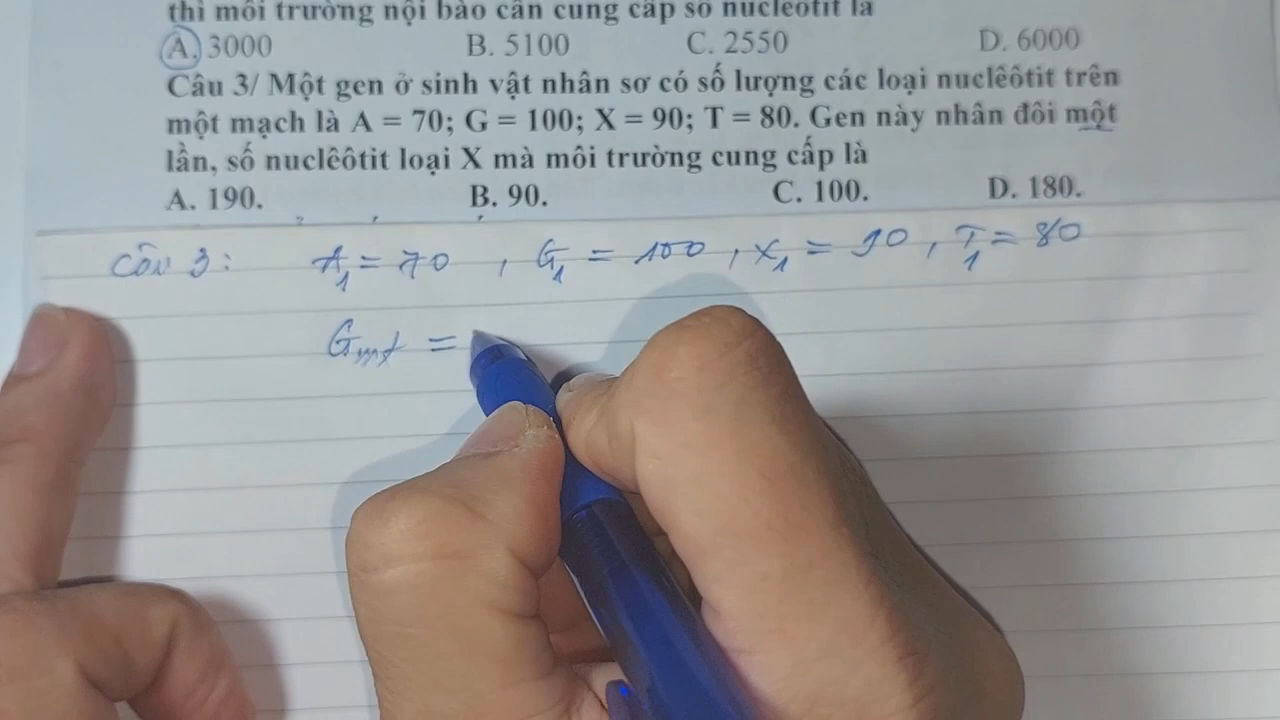 thì môi trường nội bào cần cung cấp số nuclêôtit là
A. 3000 B. 5100 C. 2550 D. 6000
Câu 3/ Một gen ở sinh vật nhân sơ có số lượng các loại nuclêôtit trên
một mạch là A = 70; G = 100; X = 90; T = 80. Gen này nhân đôi một
lần, số nuclêôtit loại X mà môi trường cung cấp là
A. 190. B. 90. C. 100. D. 180.
Câu 3: A₁ = 70 , G₁ = 100 , X₁ = 90 , T₁ = 80
Gmt =